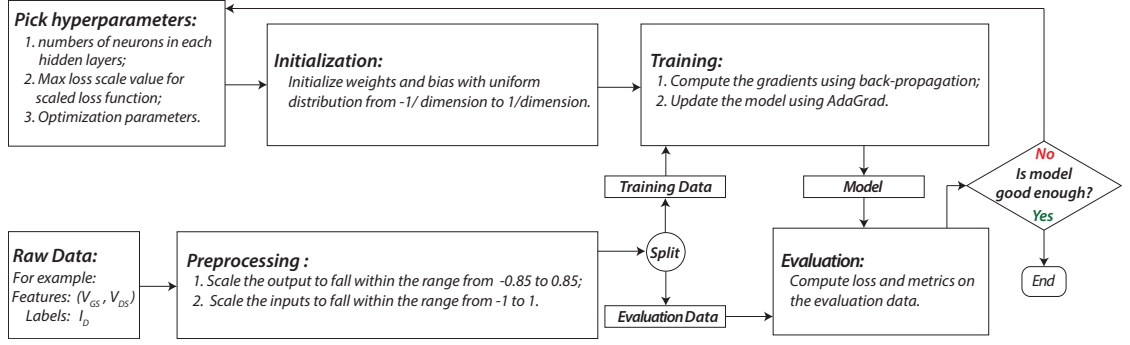 Pick hyperparameters:
1. numbers of neurons in each
hidden layers;
2. Max loss scale value for
scaled loss function;
3. Optimization parameters.
Initialization:
Initialize weights and bias with uniform
distribution from -1/ dimension to 1/dimension.
Training:
1. Compute the gradients using back-propagation;
2. Update the model using AdaGrad.
Training Data
Model
No
Is model
good enough?
Yes
Raw Data:
For example:
Features: (V_GS , V_DS)
Labels: I_D
Preprocessing :
1. Scale the output to fall within the range from -0.85 to 0.85;
2. Scale the inputs to fall within the range from -1 to 1.
Split
Evaluation Data
Evaluation:
Compute loss and metrics on
the evaluation data.
End